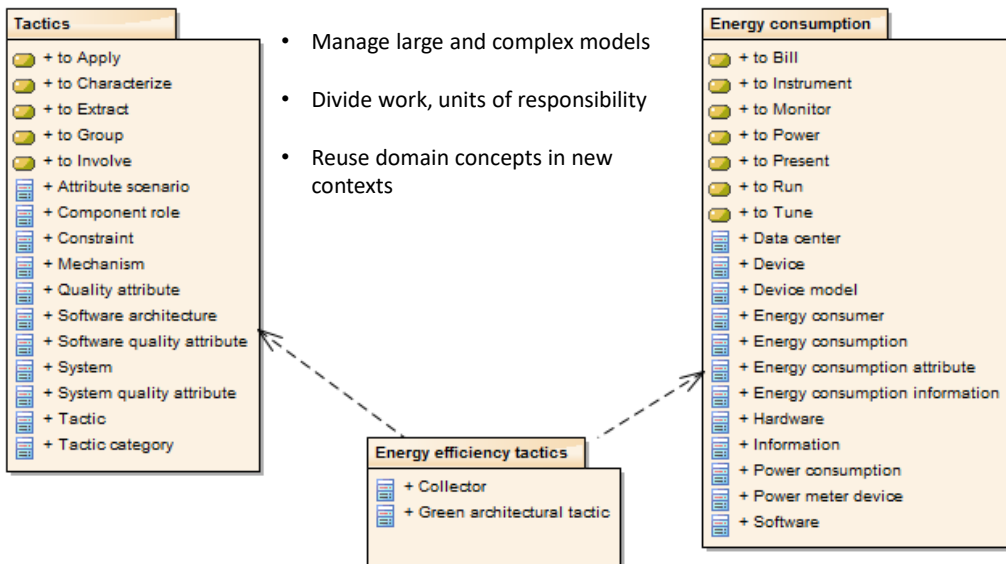 Tactics
+ to Apply
+ to Characterize
+ to Extract
+ to Group
+ to Involve
+ Attribute scenario
+ Component role
+ Constraint
+ Mechanism
+ Quality attribute
+ Software architecture
+ Software quality attribute
+ System
+ System quality attribute
+ Tactic
+ Tactic category
• Manage large and complex models
• Divide work, units of responsibility
• Reuse domain concepts in new
contexts
Energy consumption
+ to Bill
+ to Instrument
+ to Monitor
+ to Power
+ to Present
+ to Run
+ to Tune
+ Data center
+ Device
+ Device model
+ Energy consumer
+ Energy consumption
+ Energy consumption attribute
+ Energy consumption information
+ Hardware
+ Information
+ Power consumption
+ Power meter device
+ Software
Energy efficiency tactics
+ Collector
+ Green architectural tactic